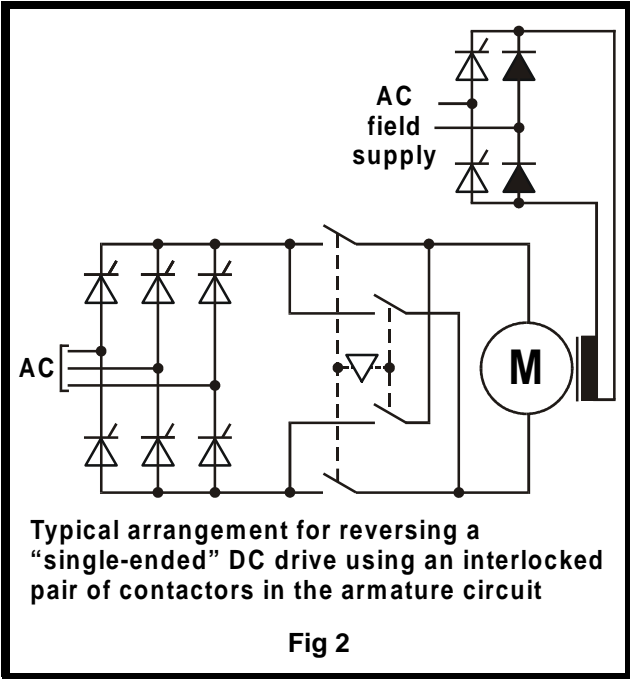 AC
field
supply
AC
M
Typical arrangement for reversing a
“single-ended” DC drive using an interlocked
pair of contactors in the armature circuit
Fig 2